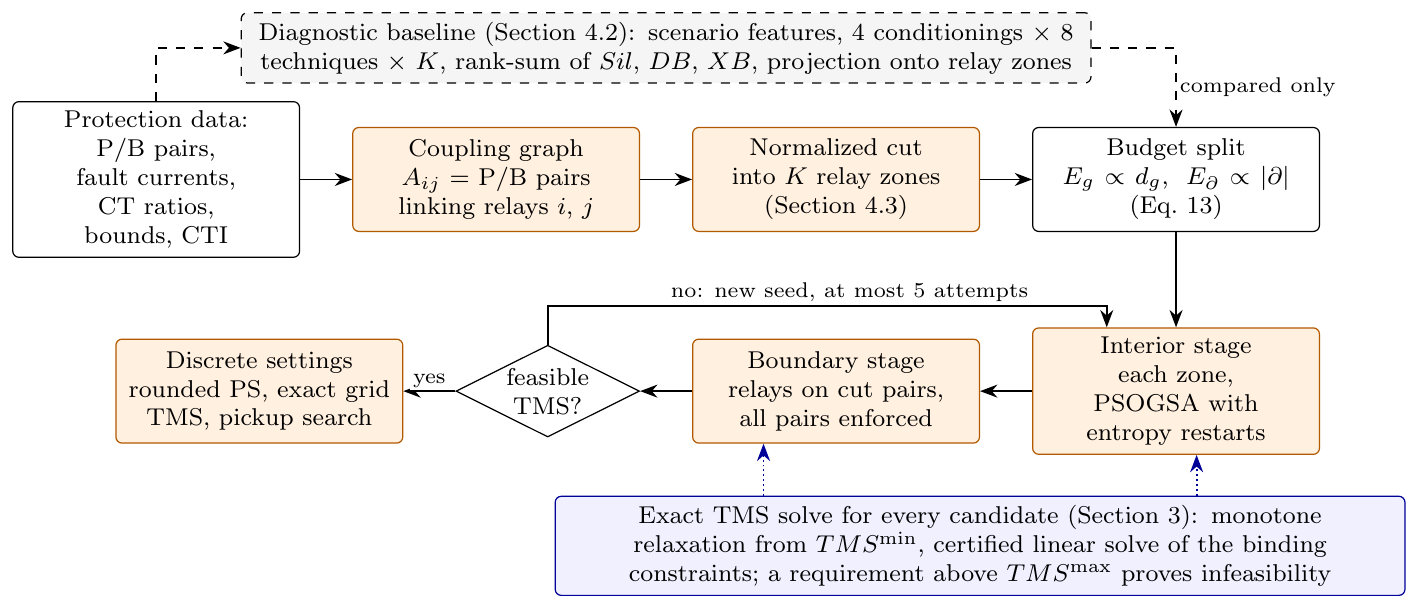 Diagnostic baseline (Section 4.2): scenario features, 4 conditionings × 8
techniques × K, rank-sum of Sil, DB, XB, projection onto relay zones
compared only
Protection data:
P/B pairs,
fault currents,
CT ratios,
bounds, CTI
Coupling graph
A_{ij} = P/B pairs
linking relays i, j
Normalized cut
into K relay zones
(Section 4.3)
Budget split
E_g ∝ d_g, E_∂ ∝ |∂|
(Eq. 13)
no: new seed, at most 5 attempts
Discrete settings
rounded PS, exact grid
TMS, pickup search
yes
feasible
TMS?
Boundary stage
relays on cut pairs,
all pairs enforced
Interior stage
each zone,
PSOGSA with
entropy restarts
Exact TMS solve for every candidate (Section 3): monotone
relaxation from TMS^{min}, certified linear solve of the binding
constraints; a requirement above TMS^{max} proves infeasibility